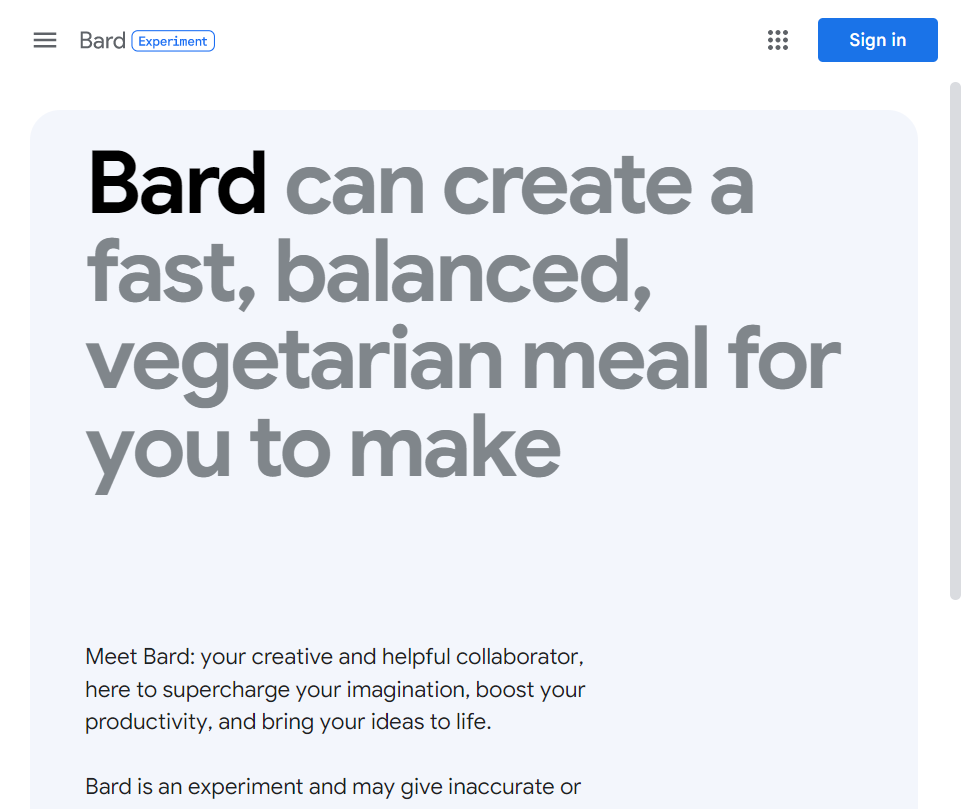 Bard Experiment
Sign in
Bard can create a
fast, balanced,
vegetarian meal for
you to make
Meet Bard: your creative and helpful collaborator,
here to supercharge your imagination, boost your
productivity, and bring your ideas to life.
Bard is an experiment and may give inaccurate or